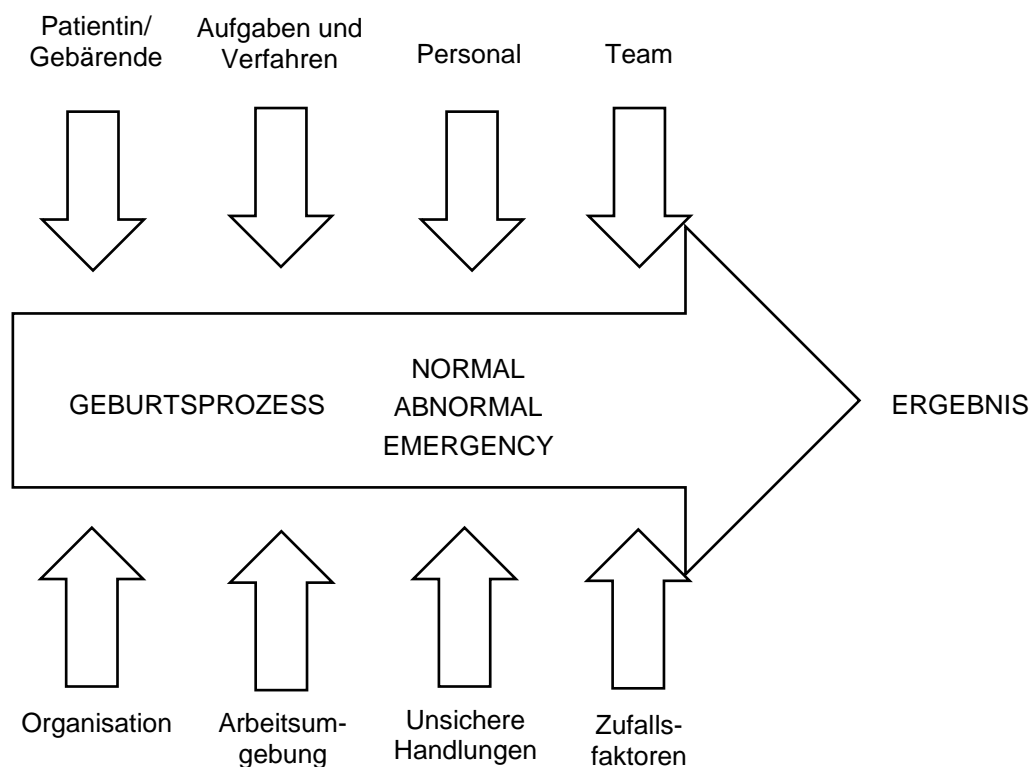 Patientin/
Gebärende
Aufgaben und
Verfahren
Personal
Team
GEBURTSPROZESS
NORMAL
ABNORMAL
EMERGENCY
ERGEBNIS
Organisation
Arbeitsum-
gebung
Unsichere
Handlungen
Zufalls-
faktoren